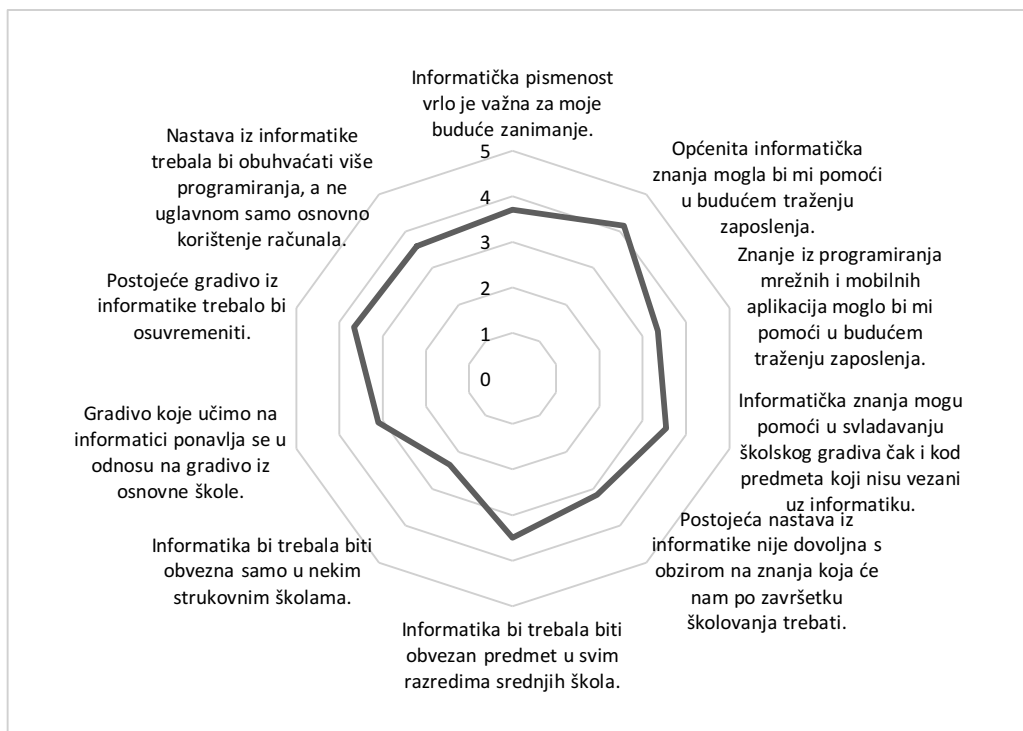 Informatička pismenost
vrlo je važna za moje
buduće zanimanje.
Općenita informatička
znanja mogla bi mi pomoći
u budućem traženju
zaposlenja.
Znanje iz programiranja
mrežnih i mobilnih
aplikacija moglo bi mi
pomoći u budućem
traženju zaposlenja.
Informatička znanja mogu
pomoći u svladavanju
školskog gradiva čak i kod
predmeta koji nisu vezani
uz informatiku.
Postojeća nastava iz
informatike nije dovoljna s
obzirom na znanja koja će
nam po završetku
školovanja trebati.
Informatika bi trebala biti
obvezan predmet u svim
razredima srednjih škola.
Informatika bi trebala biti
obvezna samo u nekim
strukovnim školama.
Gradivo koje učimo na
informatici ponavlja se u
odnosu na gradivo iz
osnovne škole.
Postojeće gradivo iz
informatike trebalo bi
osuvremeniti.
Nastava iz informatike
trebala bi obuhvaćati više
programiranja, a ne
uglavnom samo osnovno
korištenje računala.
5
4
3
2
1
0